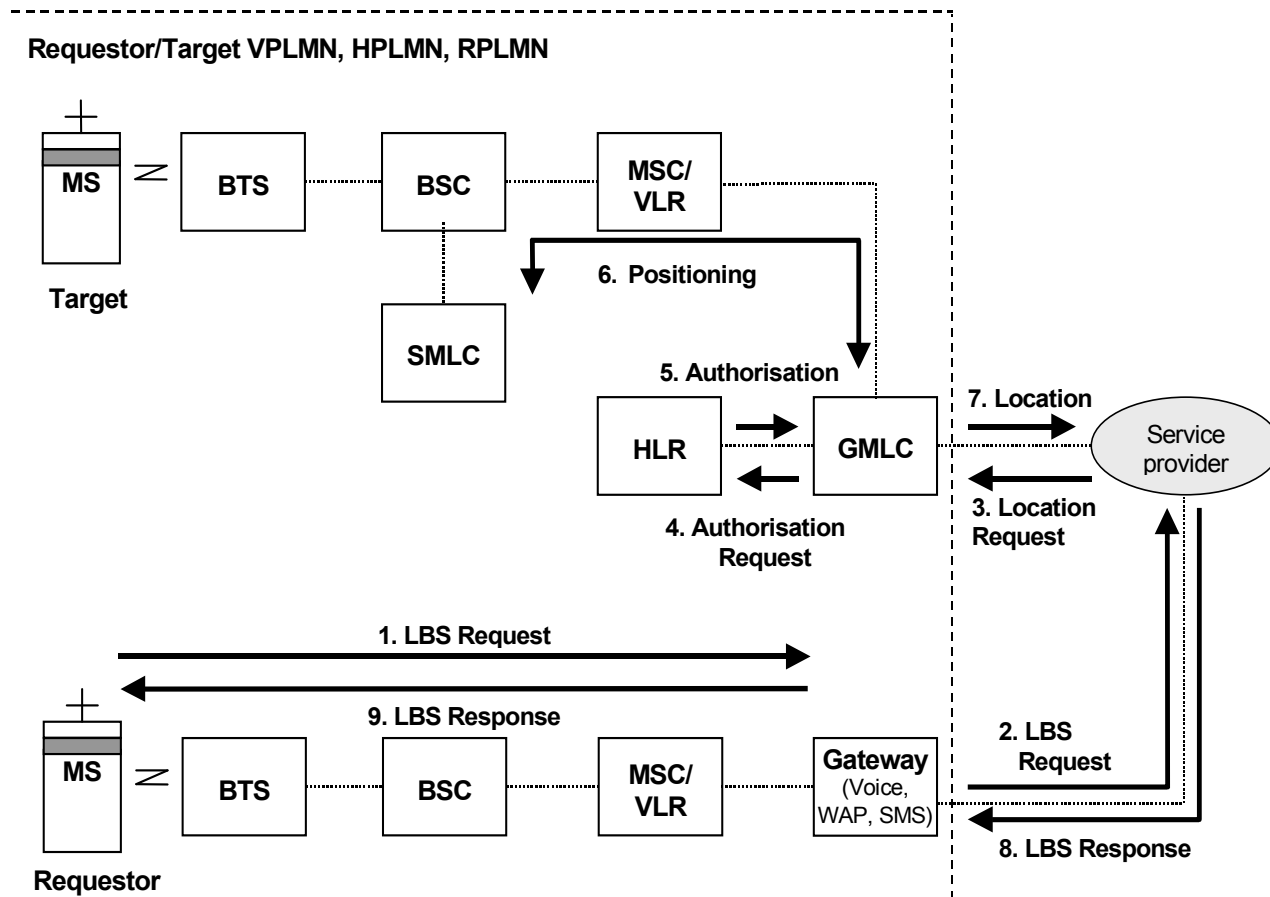 Requestor/Target VPLMN, HPLMN, RPLMN
MS
BTS
BSC
MSC/
VLR
Target
6. Positioning
SMLC
5. Authorisation
HLR
GMLC
7. Location
Service
provider
3. Location
Request
4. Authorisation
Request
1. LBS Request
9. LBS Response
MS
BTS
BSC
MSC/
VLR
Gateway
(Voice,
WAP, SMS)
2. LBS
Request
8. LBS Response
Requestor